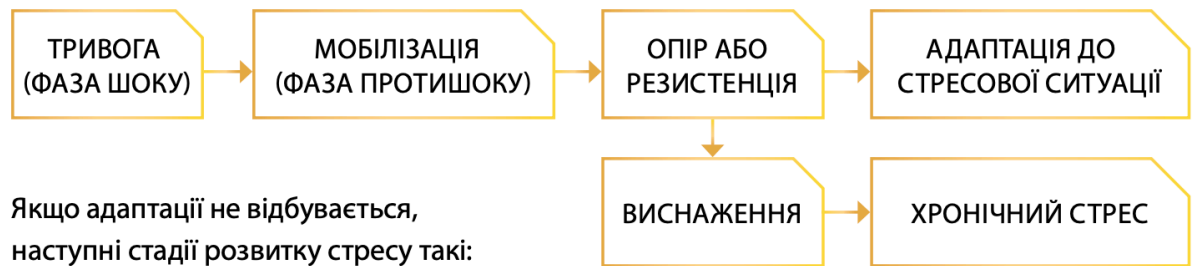 ТРИВОГА
(ФАЗА ШОКУ)
МОБІЛІЗАЦІЯ
(ФАЗА ПРОТИШОКУ)
ОПІР АБО
РЕЗИСТЕНЦІЯ
АДАПТАЦІЯ ДО
СТРЕСОВОЇ СИТУАЦІЇ
Якщо адаптації не відбувається,
наступні стадії розвитку стресу такі:
ВИСНАЖЕННЯ
ХРОНІЧНИЙ СТРЕС